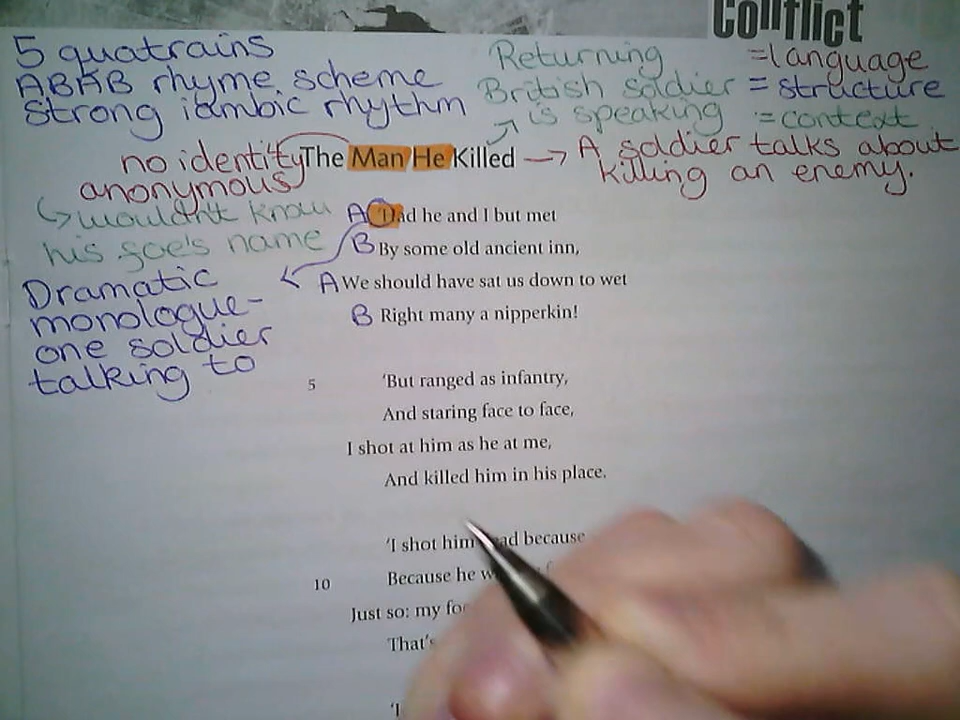 Conflict
5 quatrains
ABAB rhyme scheme
Strong iambic rhythm
Returning
British soldier
is speaking
=language
= structure
= context
no identity
anonymous
↳ wouldn't know
his foe's name
The Man He Killed → A soldier talks about
killing an enemy.
Dramatic
monologue-
one soldier
talking to
A 'Had he and I but met
B By some old ancient inn,
A We should have sat us down to wet
B Right many a nipperkin!
5 'But ranged as infantry,
And staring face to face,
I shot at him as he at me,
And killed him in his place.
'I shot him because
10 Because he
Just so: my
That's
'I